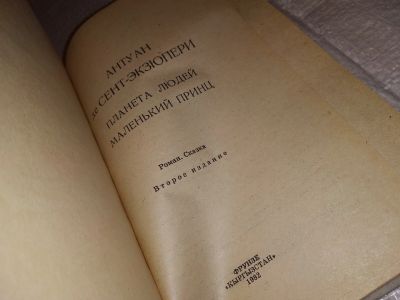 АНТУАН
де СЕНТ-ЭКЗЮПЕРИ
ПЛАНЕТА ЛЮДЕЙ
МАЛЕНЬКИЙ ПРИНЦ
Роман. Сказка
Второе издание
ФРУНЗЕ
«КЫРГЫЗСТАН»
1982